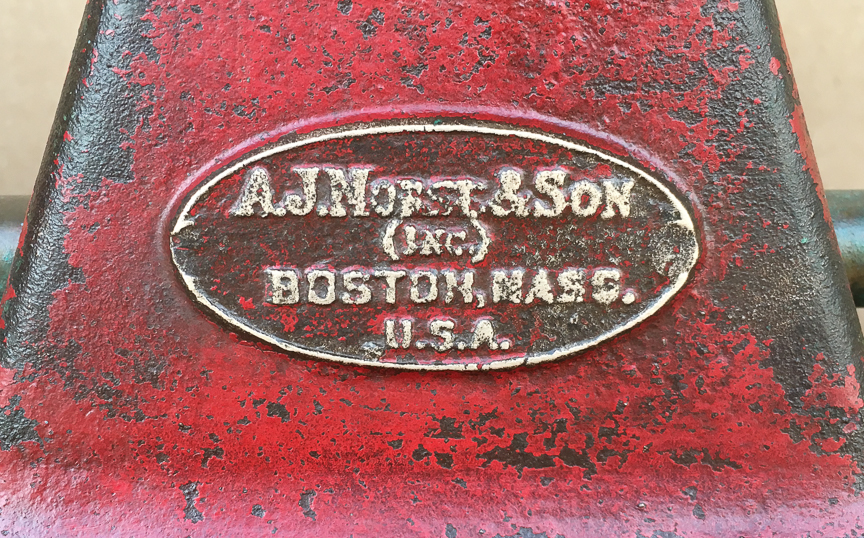 A.J. MORSE & SON
(INC.)
BOSTON, MASS.
U.S.A.